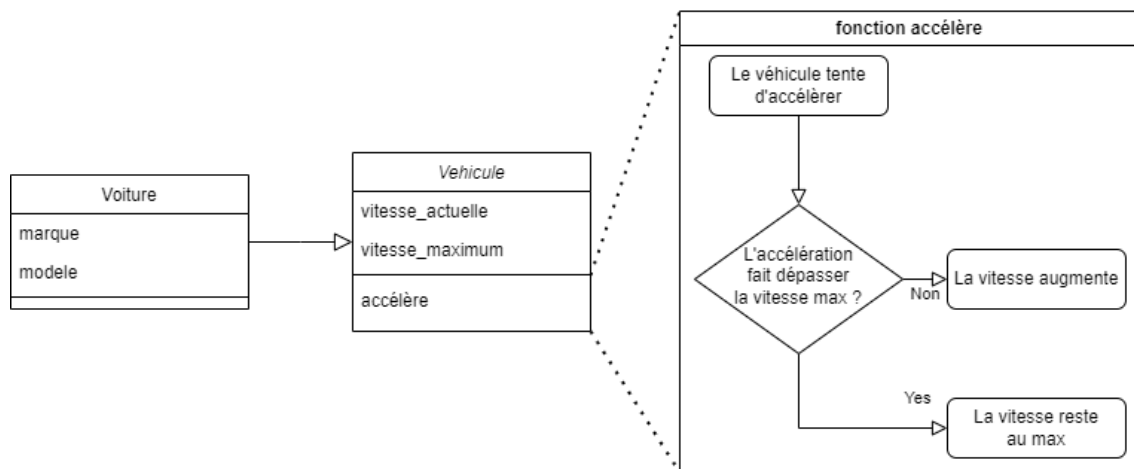 Voiture
marque
modele
Vehicule
vitesse_actuelle
vitesse_maximum
accélère
fonction accélère
Le véhicule tente
d'accélèrer
L'accélération
fait dépasser
la vitesse max ?
Non
La vitesse augmente
Yes
La vitesse reste
au max